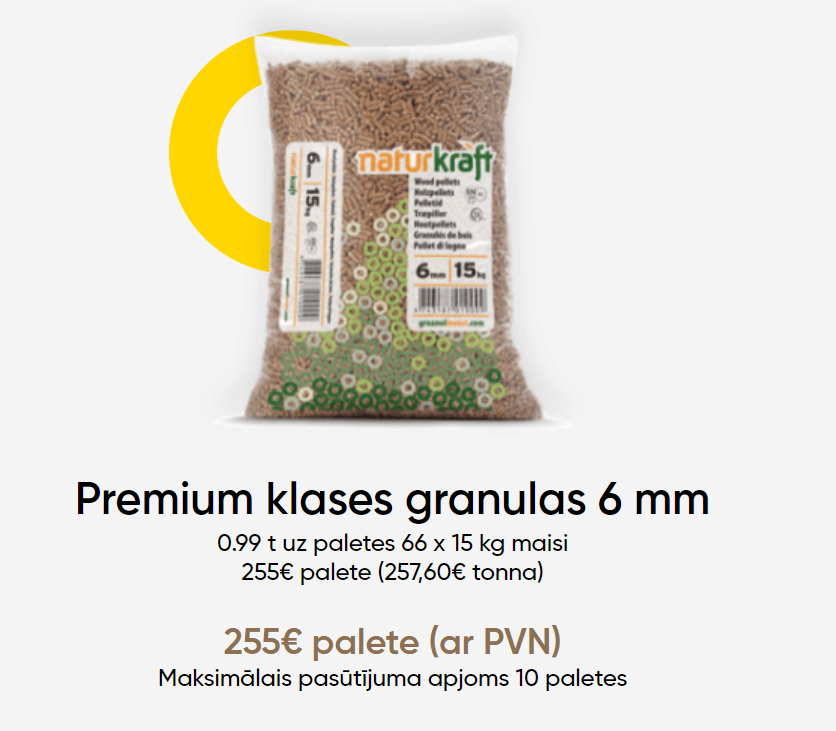 naturkraft
Wood pellets
Holzpellets
Pelletid
Træpiller
Houtpellets
Granulés de bois
Pellet di legno
6mm 15kg
6mm 15kg
naturkraft
Premium klases granulas 6 mm
0.99 t uz paletes 66 x 15 kg maisi
255€ palete (257,60€ tonna)
255€ palete (ar PVN)
Maksimālais pasūtījuma apjoms 10 paletes